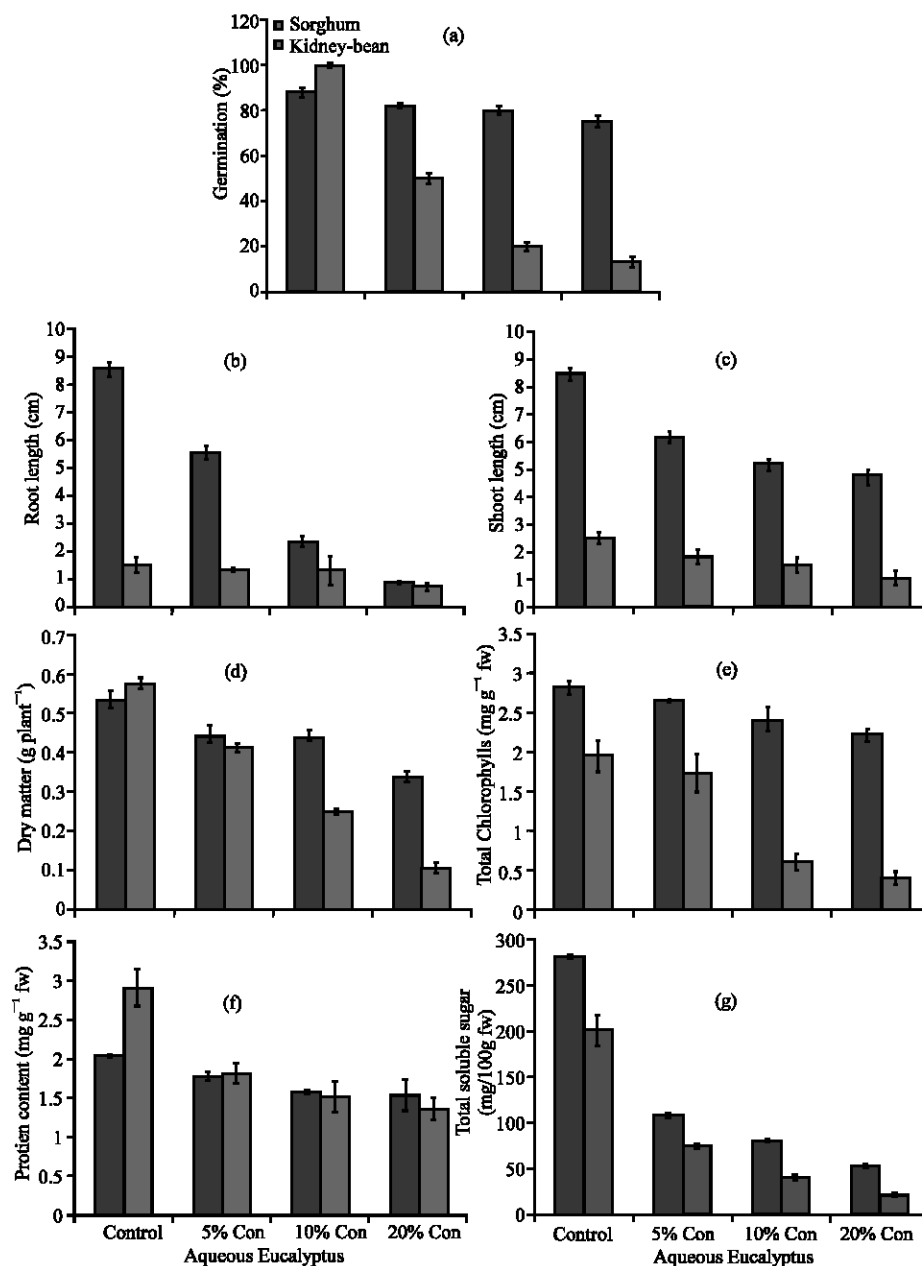 Sorghum
Kidney-bean
(a)
Germination (%)
120
100
80
60
40
20
0
(b)
Root length (cm)
10
9
8
7
6
5
4
3
2
1
0
(c)
Shoot length (cm)
10
9
8
7
6
5
4
3
2
1
0
(d)
Dry matter (g plant⁻¹)
0.7
0.6
0.5
0.4
0.3
0.2
0.1
0
(e)
Total Chlorophylls (mg g⁻¹ fw)
3.5
3
2.5
2
1.5
1
0.5
0
(f)
Protien content (mg g⁻¹ fw)
3.5
3
2.5
2
1.5
1
0.5
0
Control 5% Con 10% Con 20% Con
Aqueous Eucalyptus
(g)
Total soluble sugar
(mg/100g fw)
300
250
200
150
100
50
0
Control 5% Con 10% Con 20% Con
Aqueous Eucalyptus